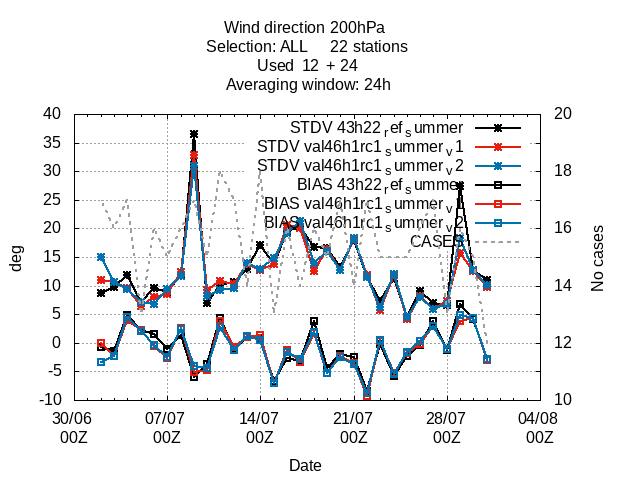 Wind direction 200hPa
Selection: ALL 22 stations
Used 12 + 24
Averaging window: 24h
40 20
35
30 18
25
20 16
15
10 14
5
0 12
-5
-10 10
deg
No cases
STDV 43h22_ref_summer
STDV val46h1rc1_summer_v1
STDV val46h1rc1_summer_v2
BIAS 43h22_ref_summer
BIAS val46h1rc1_summer_v1
BIAS val46h1rc1_summer_v2
CASES
30/06 07/07 14/07 21/07 28/07 04/08
00Z 00Z 00Z 00Z 00Z 00Z
Date